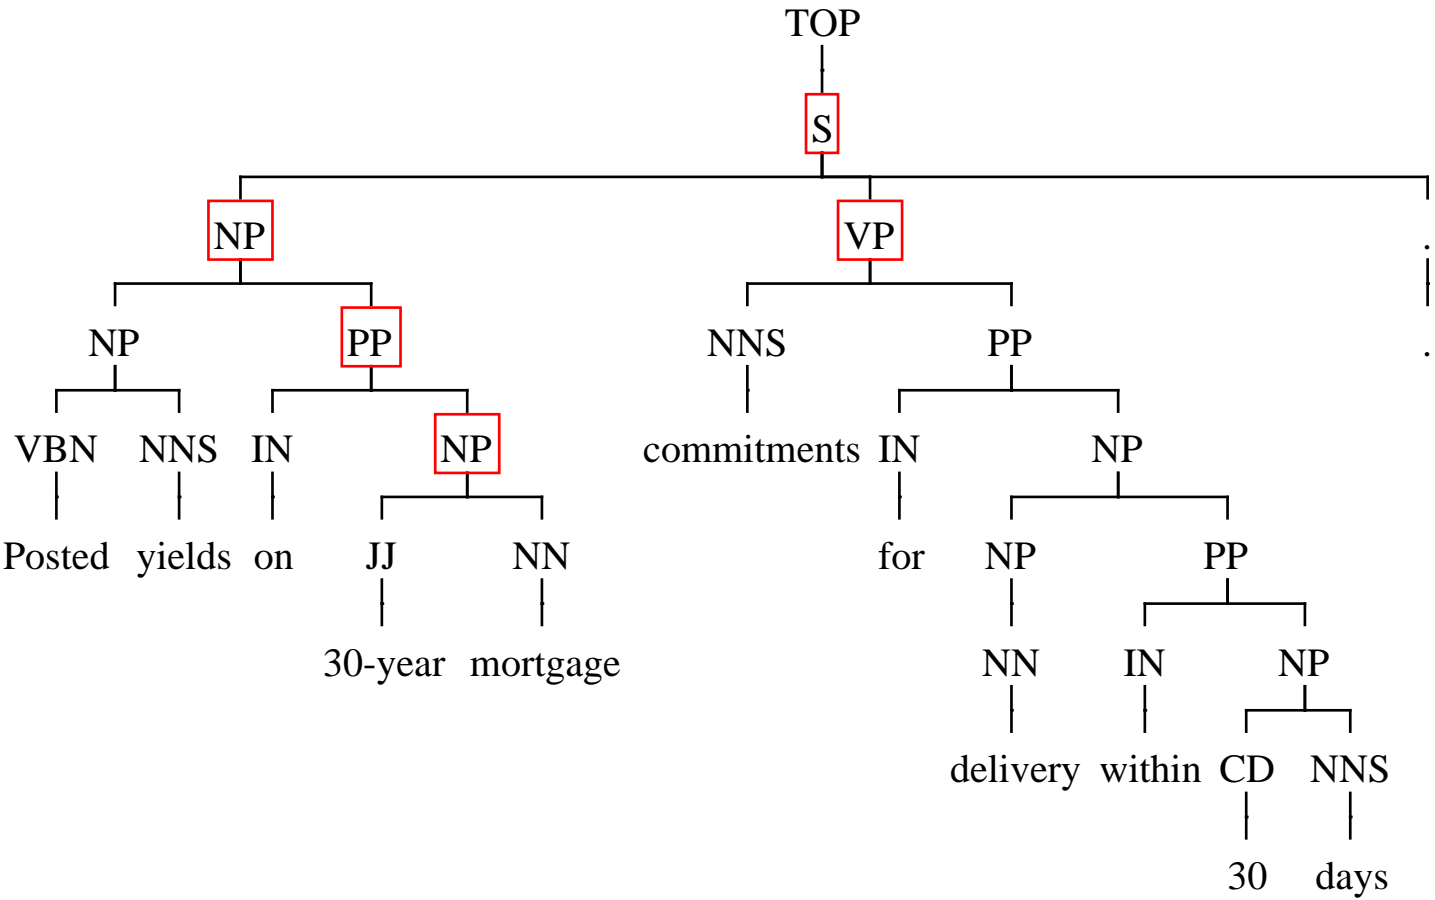 TOP
S
NP VP .
NP PP NNS PP .
VBN NNS IN NP commitments IN NP
Posted yields on JJ NN for NP PP
30-year mortgage NN IN NP
delivery within CD NNS
30 days